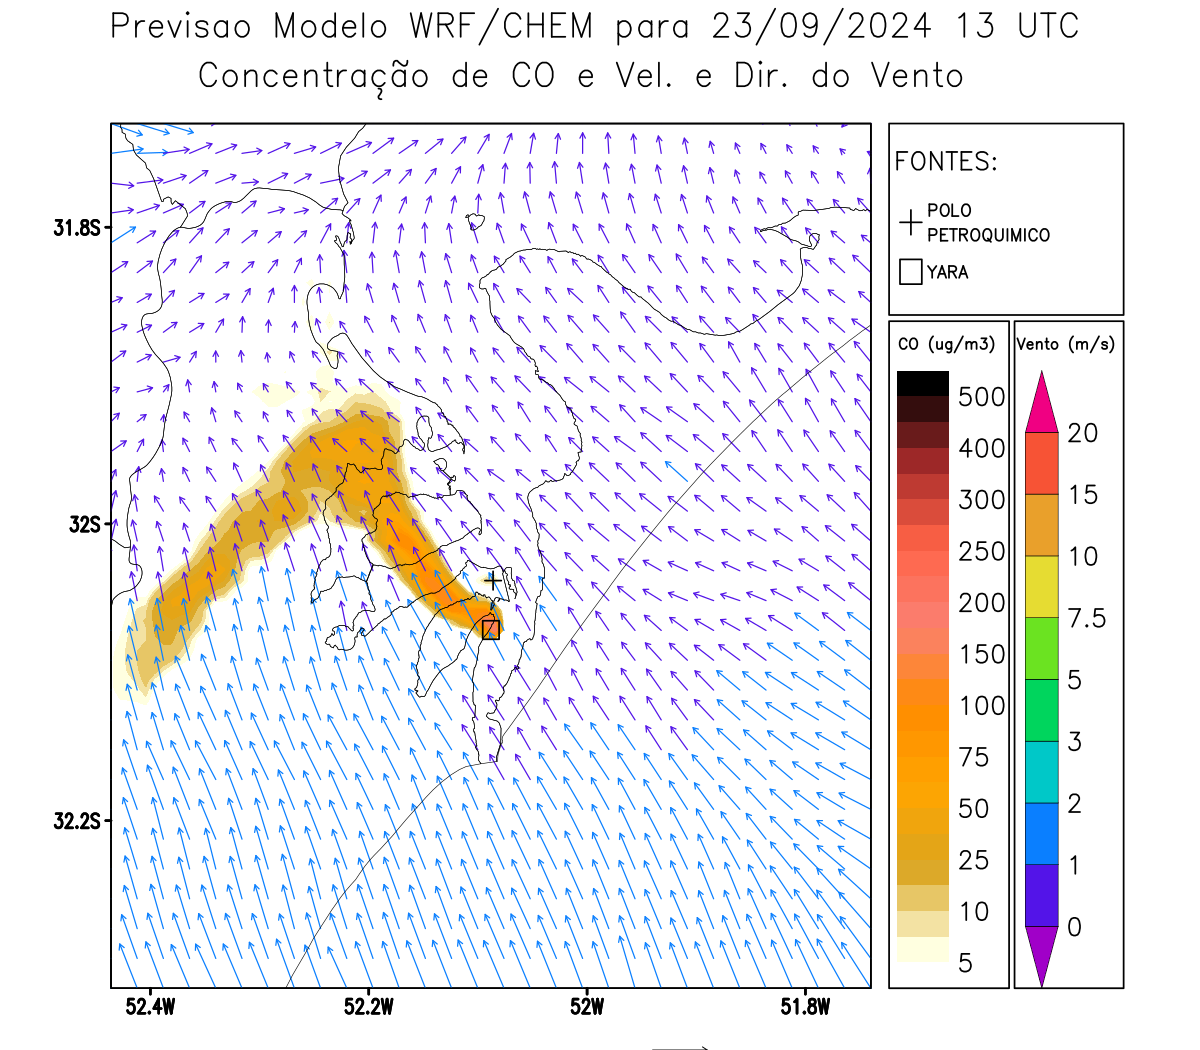 Previsao Modelo WRF/CHEM para 23/09/2024 13 UTC
Concentração de CO e Vel. e Dir. do Vento
FONTES:
POLO
PETROQUIMICO
YARA
CO (ug/m3)
500
400
300
250
200
150
100
75
50
25
10
5
Vento (m/s)
20
15
10
7.5
5
3
2
1
0
31.8S
32S
32.2S
52.4W
52.2W
52W
51.8W